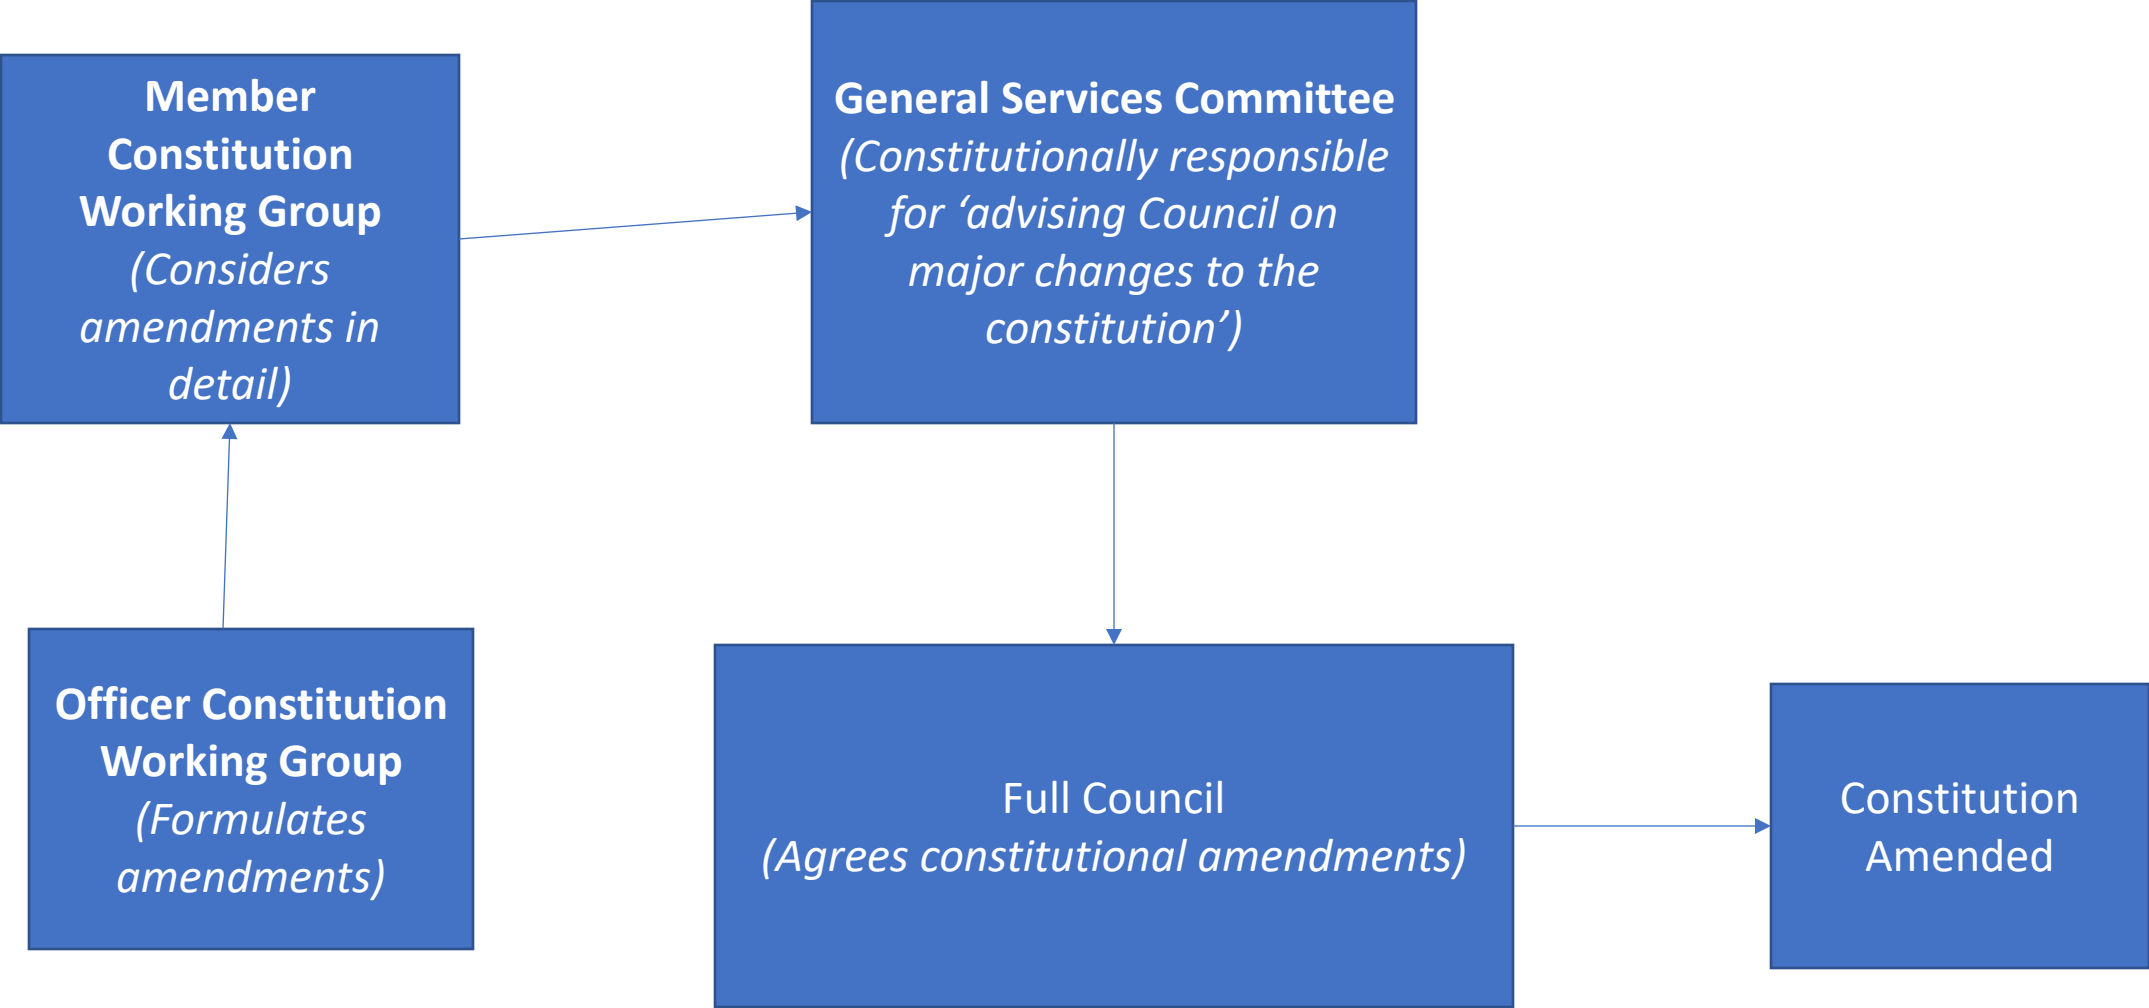 Member
Constitution
Working Group
(Considers
amendments in
detail)
General Services Committee
(Constitutionally responsible
for ‘advising Council on
major changes to the
constitution’)
Officer Constitution
Working Group
(Formulates
amendments)
Full Council
(Agrees constitutional amendments)
Constitution
Amended